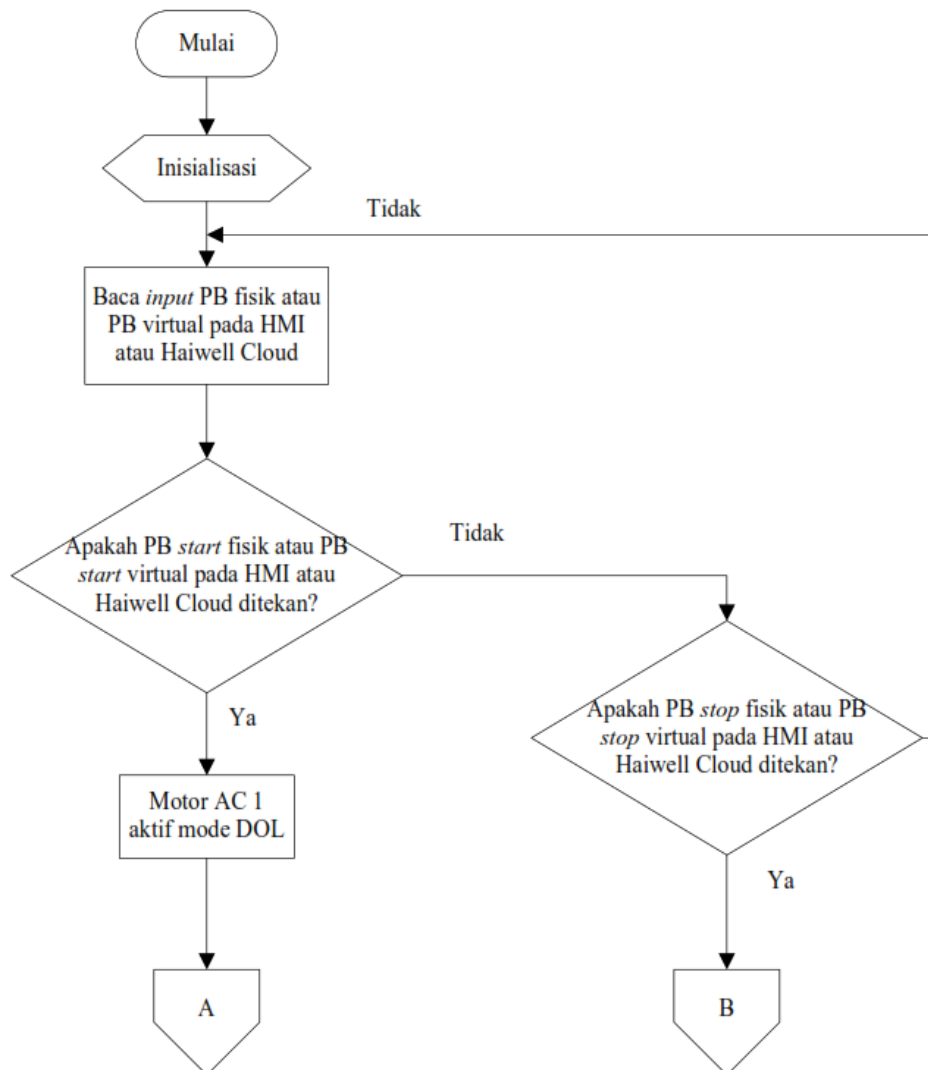 Mulai
Inisialisasi
Tidak
Baca input PB fisik atau
PB virtual pada HMI
atau Haiwell Cloud
Apakah PB start fisik atau PB
start virtual pada HMI atau
Haiwell Cloud ditekan?
Tidak
Ya
Apakah PB stop fisik atau PB
stop virtual pada HMI atau
Haiwell Cloud ditekan?
Motor AC 1
aktif mode DOL
Ya
A
B